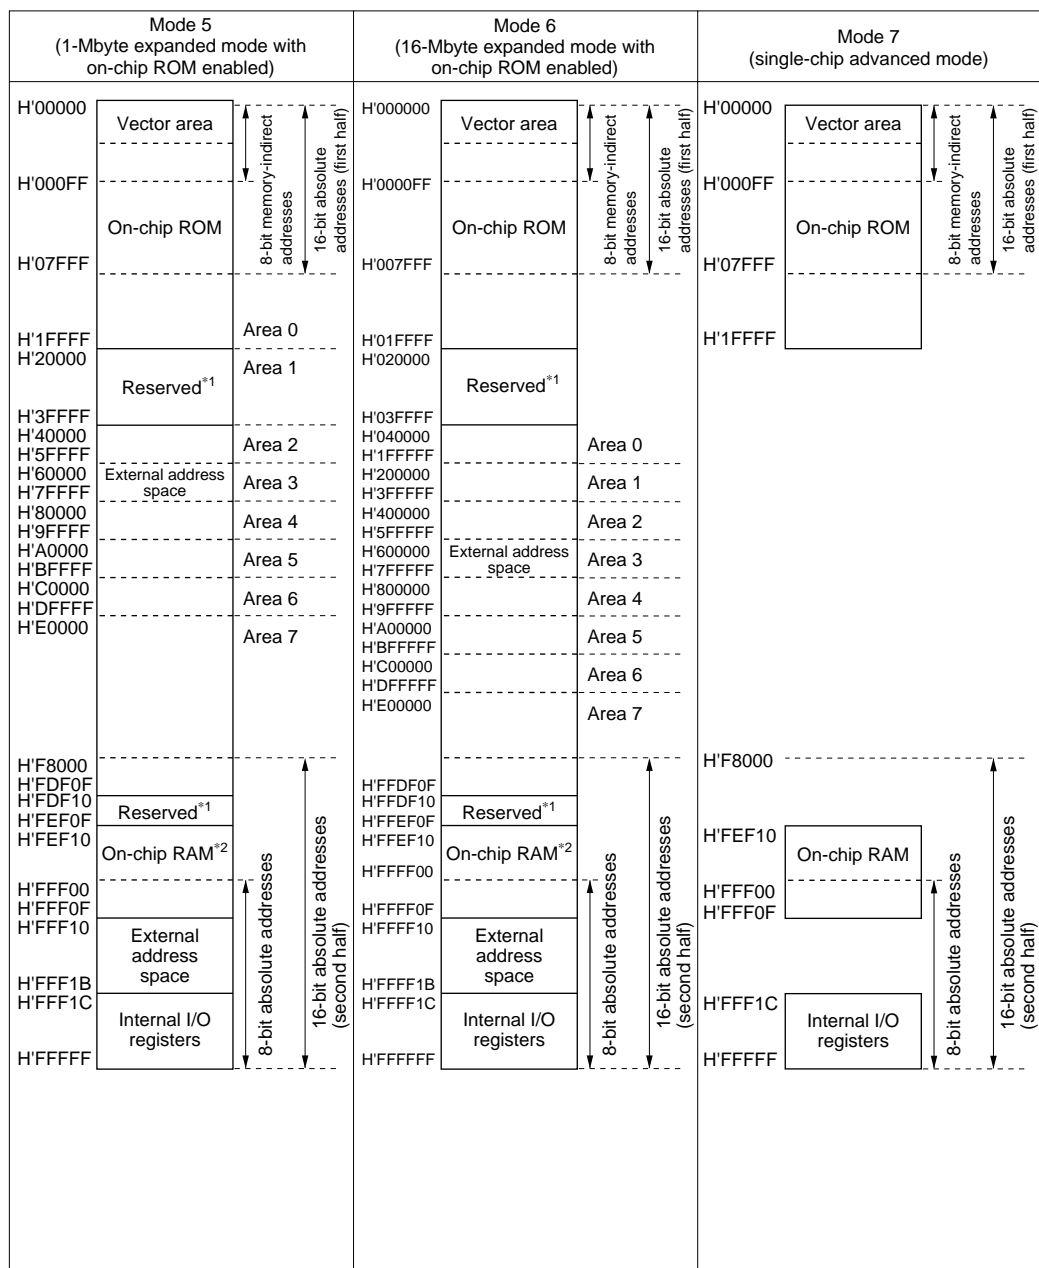 Mode 5
(1-Mbyte expanded mode with
on-chip ROM enabled)
H'00000
Vector area
H'000FF
On-chip ROM
H'07FFF
8-bit memory-indirect
addresses
16-bit absolute
addresses (first half)
H'1FFFF
Area 0
H'20000
Area 1
Reserved*1
H'3FFFF
H'40000
Area 2
H'5FFFF
H'60000
External address
space
Area 3
H'7FFFF
H'80000
Area 4
H'9FFFF
H'A0000
Area 5
H'BFFFF
H'C0000
Area 6
H'DFFFF
H'E0000
Area 7
H'F8000
H'FDF0F
H'FDF10
Reserved*1
H'FEF0F
H'FEF10
On-chip RAM*2
H'FFF00
H'FFF0F
H'FFF10
External
address
space
H'FFF1B
H'FFF1C
Internal I/O
registers
H'FFFFF
8-bit absolute addresses
16-bit absolute addresses
(second half)
Mode 6
(16-Mbyte expanded mode with
on-chip ROM enabled)
H'000000
Vector area
H'0000FF
On-chip ROM
H'007FFF
8-bit memory-indirect
addresses
16-bit absolute
addresses (first half)
H'01FFFF
H'020000
Reserved*1
H'03FFFF
H'040000
Area 0
H'1FFFFF
H'200000
Area 1
H'3FFFFF
H'400000
Area 2
H'5FFFFF
H'600000
External address
space
Area 3
H'7FFFFF
H'800000
Area 4
H'9FFFFF
H'A00000
Area 5
H'BFFFFF
H'C00000
Area 6
H'DFFFFF
H'E00000
Area 7
H'FFDF0F
H'FFDF10
Reserved*1
H'FFEF0F
H'FFEF10
On-chip RAM*2
H'FFFF00
H'FFFF0F
H'FFFF10
External
address
space
H'FFFF1B
H'FFFF1C
Internal I/O
registers
H'FFFFFF
8-bit absolute addresses
16-bit absolute addresses
(second half)
Mode 7
(single-chip advanced mode)
H'00000
Vector area
H'000FF
On-chip ROM
H'07FFF
8-bit memory-indirect
addresses
16-bit absolute
addresses (first half)
H'1FFFF
H'F8000
H'FEF10
On-chip RAM
H'FFF00
H'FFF0F
H'FFF1C
Internal I/O
registers
H'FFFFF
8-bit absolute addresses
16-bit absolute addresses
(second half)